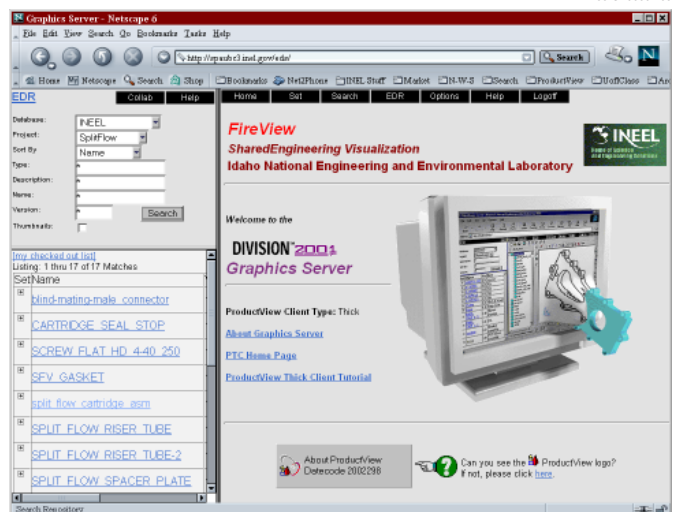 Graphics Server - Netscape 6
File Edit View Search Go Bookmarks Tasks Help
Search
Home My Netscape Search Shop Bookmarks Net2Phone INEL Stuff Market N-W-S Search ProductView UofIClass
EDR Collab Help
Home Set Search EDR Options Help Logoff
Database: INEEL
Project: SplitFlow
Sort By Name
Type: *
Description: *
Name: *
Version: * Search
Thumbnails:
[my checked out list]
Listing: 1 thru 17 of 17 Matches
Set Name
blind-mating-male_connector
CARTRIDGE_SEAL_STOP
SCREW_FLAT_HD_4-40_250
SFV_GASKET
split_flow_cartridge_asm
SPLIT_FLOW_RISER_TUBE
SPLIT_FLOW_RISER_TUBE-2
SPLIT_FLOW_SPACER_PLATE
FireView
SharedEngineering Visualization
Idaho National Engineering and Environmental Laboratory
INEEL
Welcome to the
DIVISION™2001
Graphics Server
ProductView Client Type: Thick
About Graphics Server
PTC Home Page
ProductView Thick Client Tutorial
About ProductView
Datecode 2002298
Can you see the ProductView logo?
If not, please click here.
Search Repository